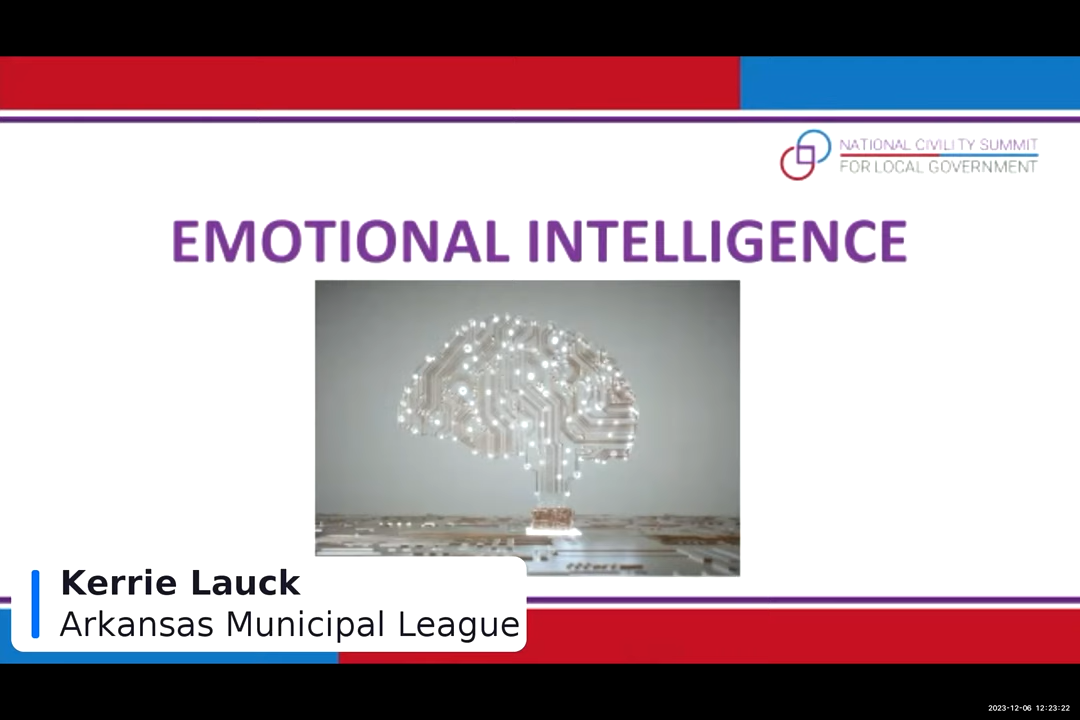 NATIONAL CIVILITY SUMMIT
FOR LOCAL GOVERNMENT
EMOTIONAL INTELLIGENCE
Kerrie Lauck
Arkansas Municipal League
2023-12-06 12:23:22